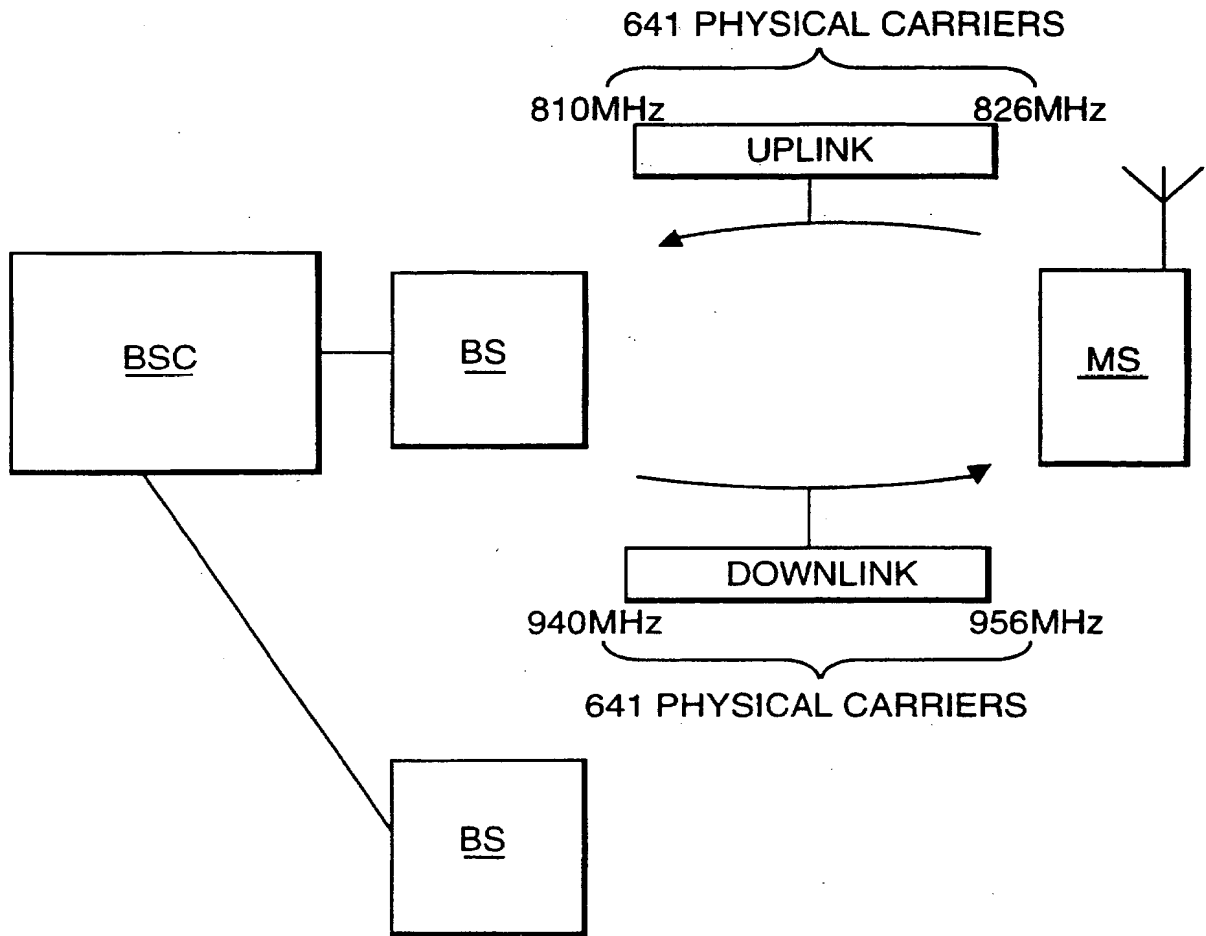 641 PHYSICAL CARRIERS
810MHz 826MHz
UPLINK
BSC BS MS
DOWNLINK
940MHz 956MHz
641 PHYSICAL CARRIERS
BS